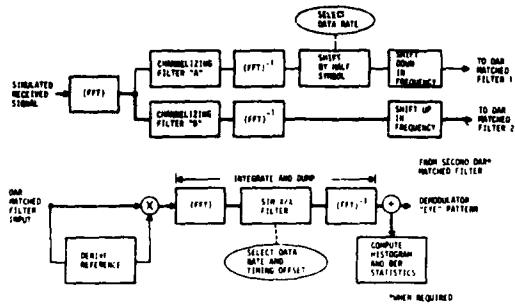 SELECT
DATA RATE
CHANNELIZING
FILTER "A"
(FFT)⁻¹
SHIFT
BY HALF
SYMBOL
SHIFT
DOWN
IN
FREQUENCY
TO DAR
MATCHED
FILTER 1
SIMULATED
RECEIVED
SIGNAL
(FFT)
CHANNELIZING
FILTER "B"
(FFT)⁻¹
SHIFT UP
IN
FREQUENCY
TO DAR
MATCHED
FILTER 2
INTEGRATE AND DUMP
FROM SECOND DAR*
MATCHED FILTER
DAR
MATCHED
FILTER
INPUT
X
(FFT)
SIN X/X
FILTER
(FFT)⁻¹
+
DEMODULATOR
"EYE" PATTERN
DERIVE
REFERENCE
SELECT DATA
RATE AND
TIMING OFFSET
COMPUTE
HISTOGRAM
AND BER
STATISTICS
*WHEN REQUIRED